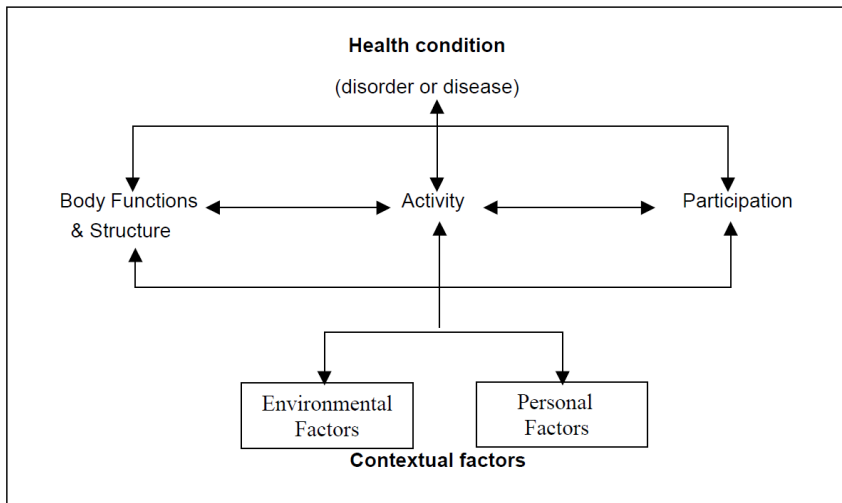 Health condition
(disorder or disease)
Body Functions
& Structure
Activity
Participation
Environmental
Factors
Personal
Factors
Contextual factors